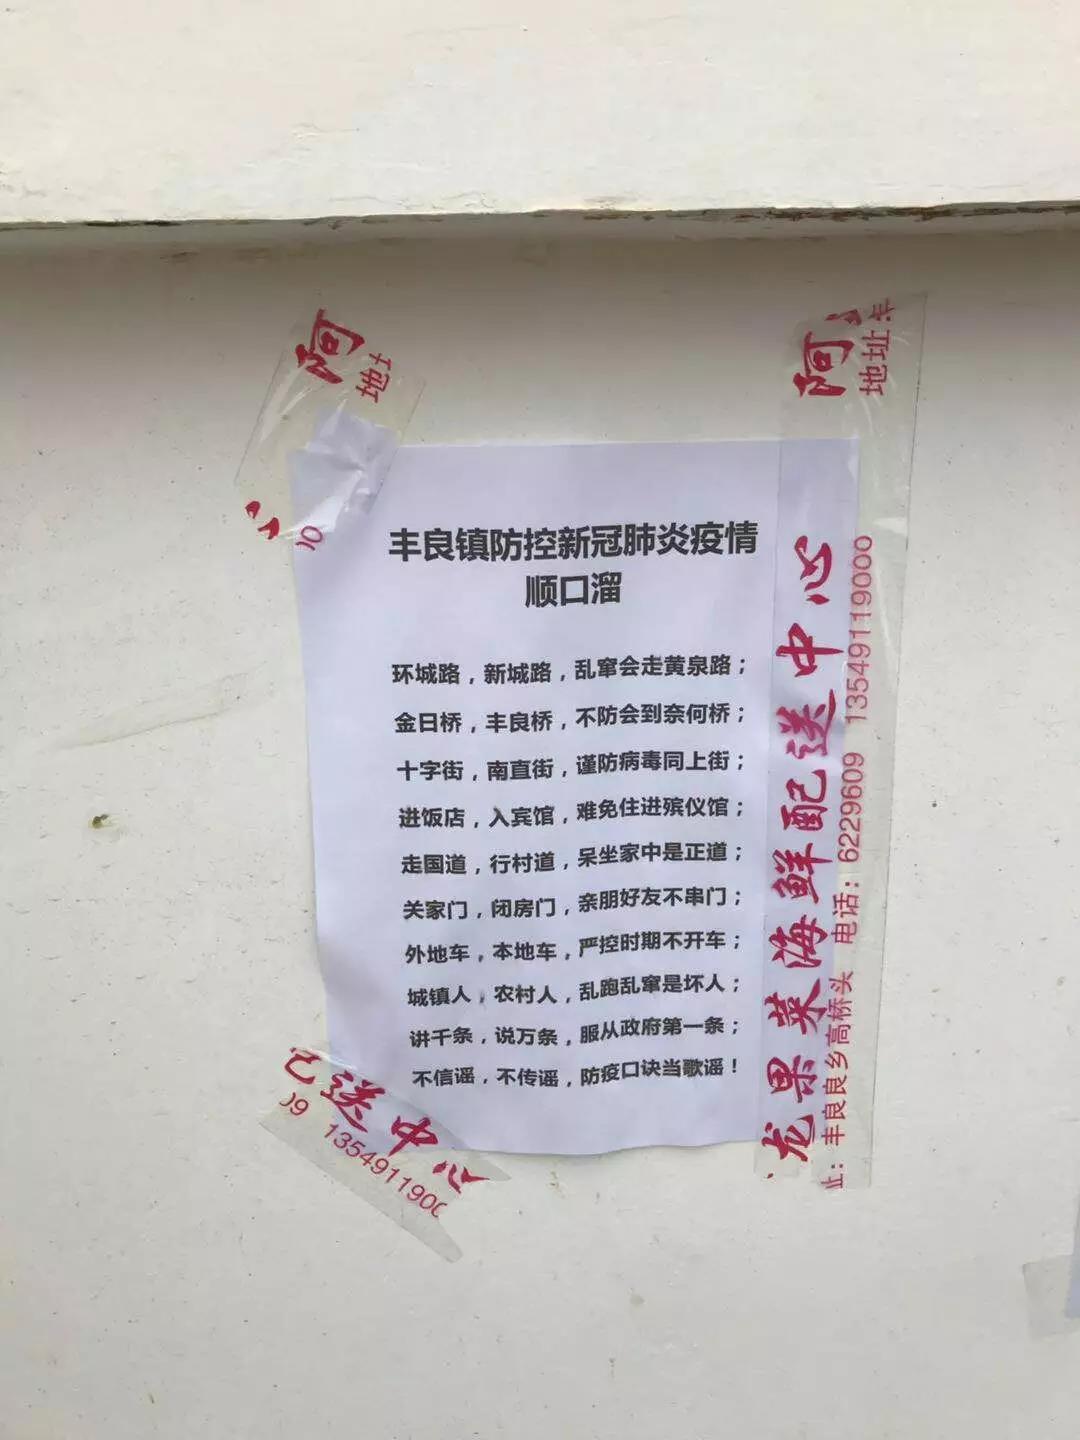 丰良镇防控新冠肺炎疫情
顺口溜
环城路，新城路，乱窜会走黄泉路；
金日桥，丰良桥，不防会到奈何桥；
十字街，南直街，谨防病毒同上街；
进饭店，入宾馆，难免住进殡仪馆；
走国道，行村道，呆坐家中是正道；
关家门，闭房门，亲朋好友不串门；
外地车，本地车，严控时期不开车；
城镇人，农村人，乱跑乱窜是坏人；
讲千条，说万条，服从政府第一条；
不信谣，不传谣，防疫口诀当歌谣！
阿
地
00
阿
地址:丰
龙果菜海鲜配送中心
址：丰良良乡高桥头 电话：6229609 13549119000
送中心
09 1354911900